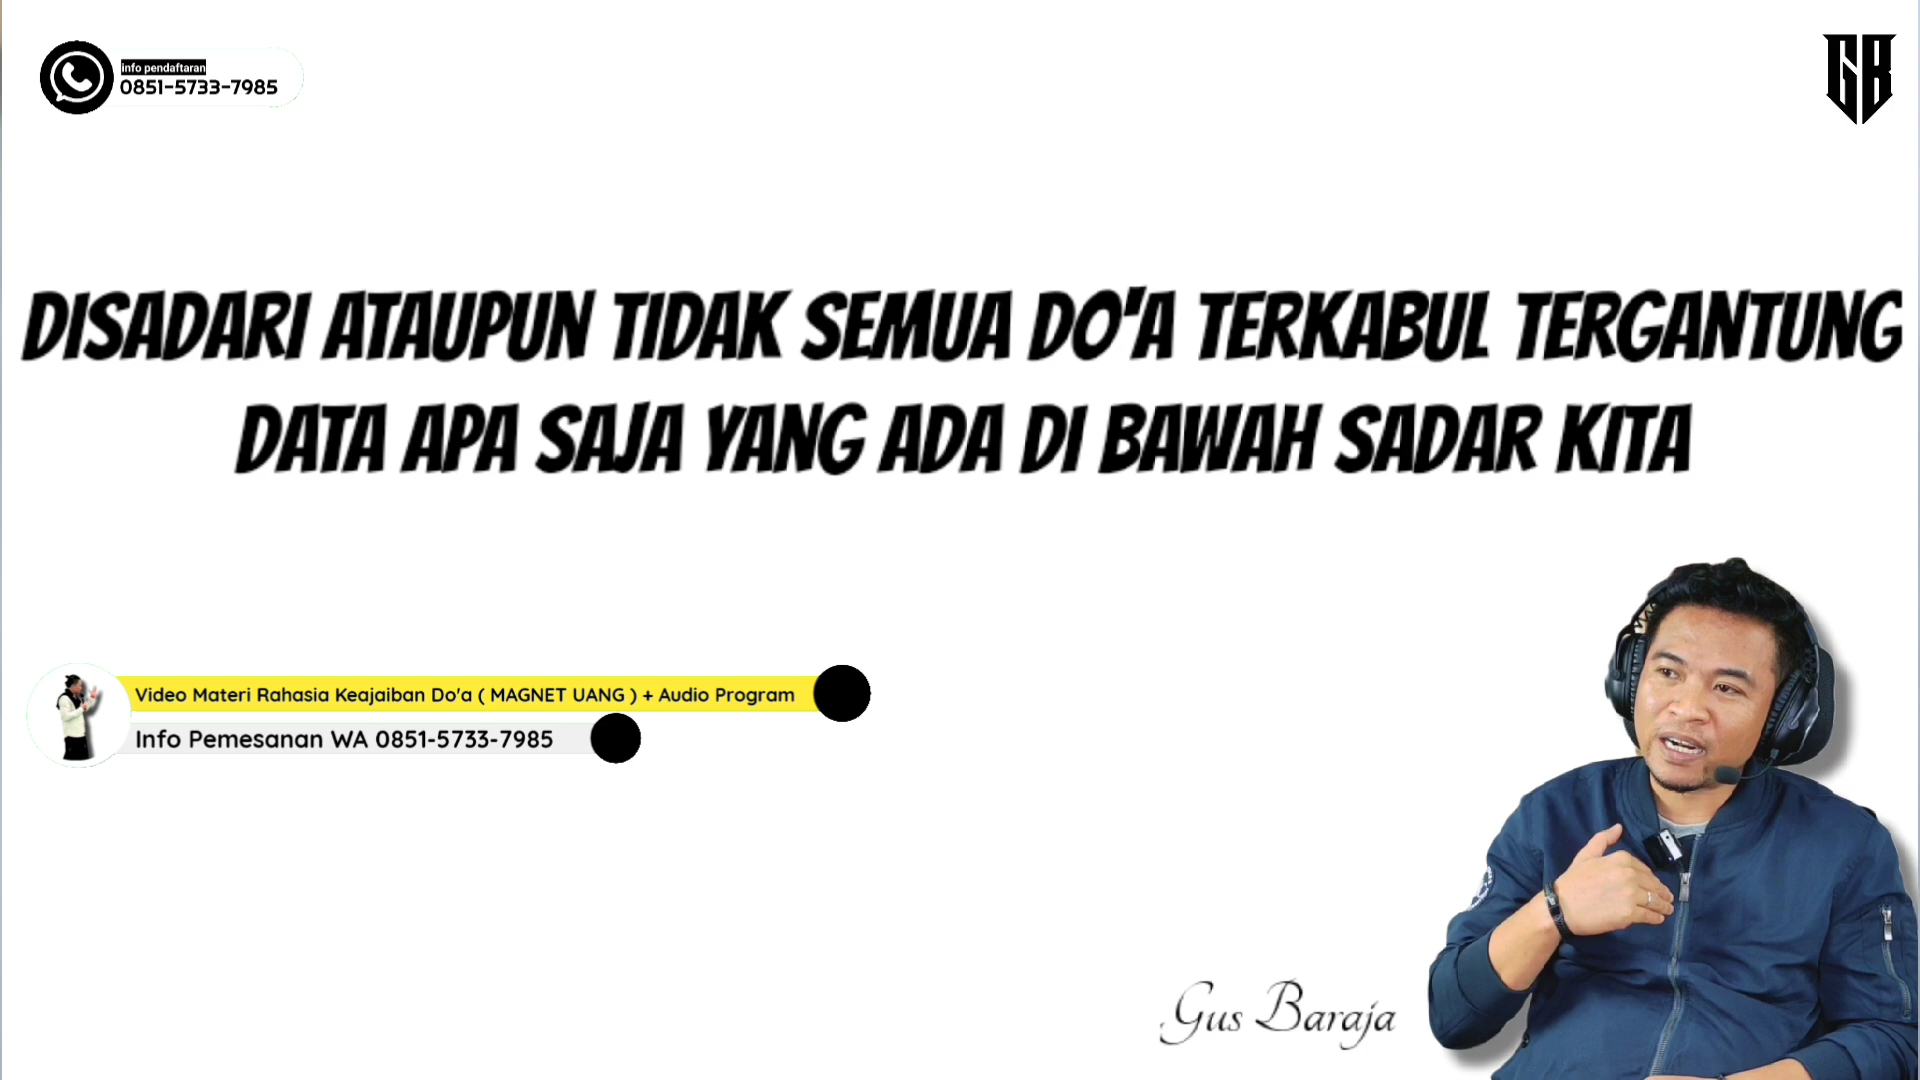 info pendaftaran
0851-5733-7985
GB
DISADARI ATAUPUN TIDAK SEMUA DO'A TERKABUL TERGANTUNG
DATA APA SAJA YANG ADA DI BAWAH SADAR KITA
Video Materi Rahasia Keajaiban Do'a ( MAGNET UANG ) + Audio Program
Info Pemesanan WA 0851-5733-7985
Gus Baraja